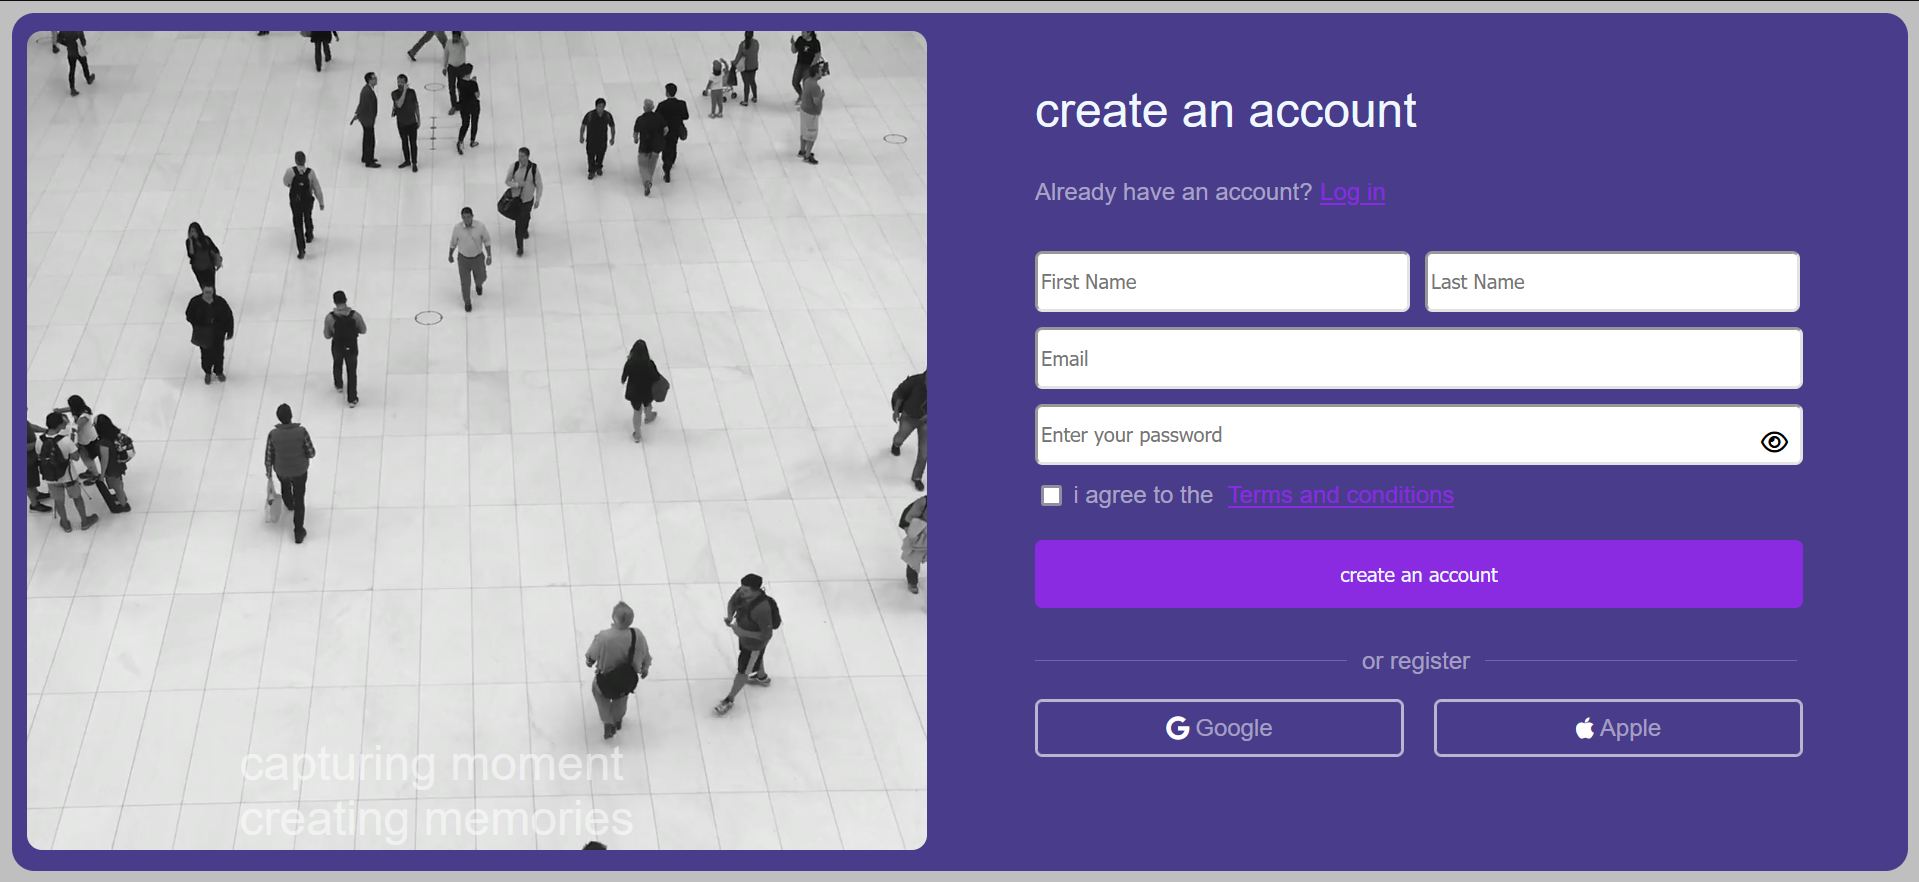 create an account
Already have an account? Log in
First Name
Last Name
Email
Enter your password
i agree to the Terms and conditions
create an account
or register
Google
Apple
capturing moment
creating memories